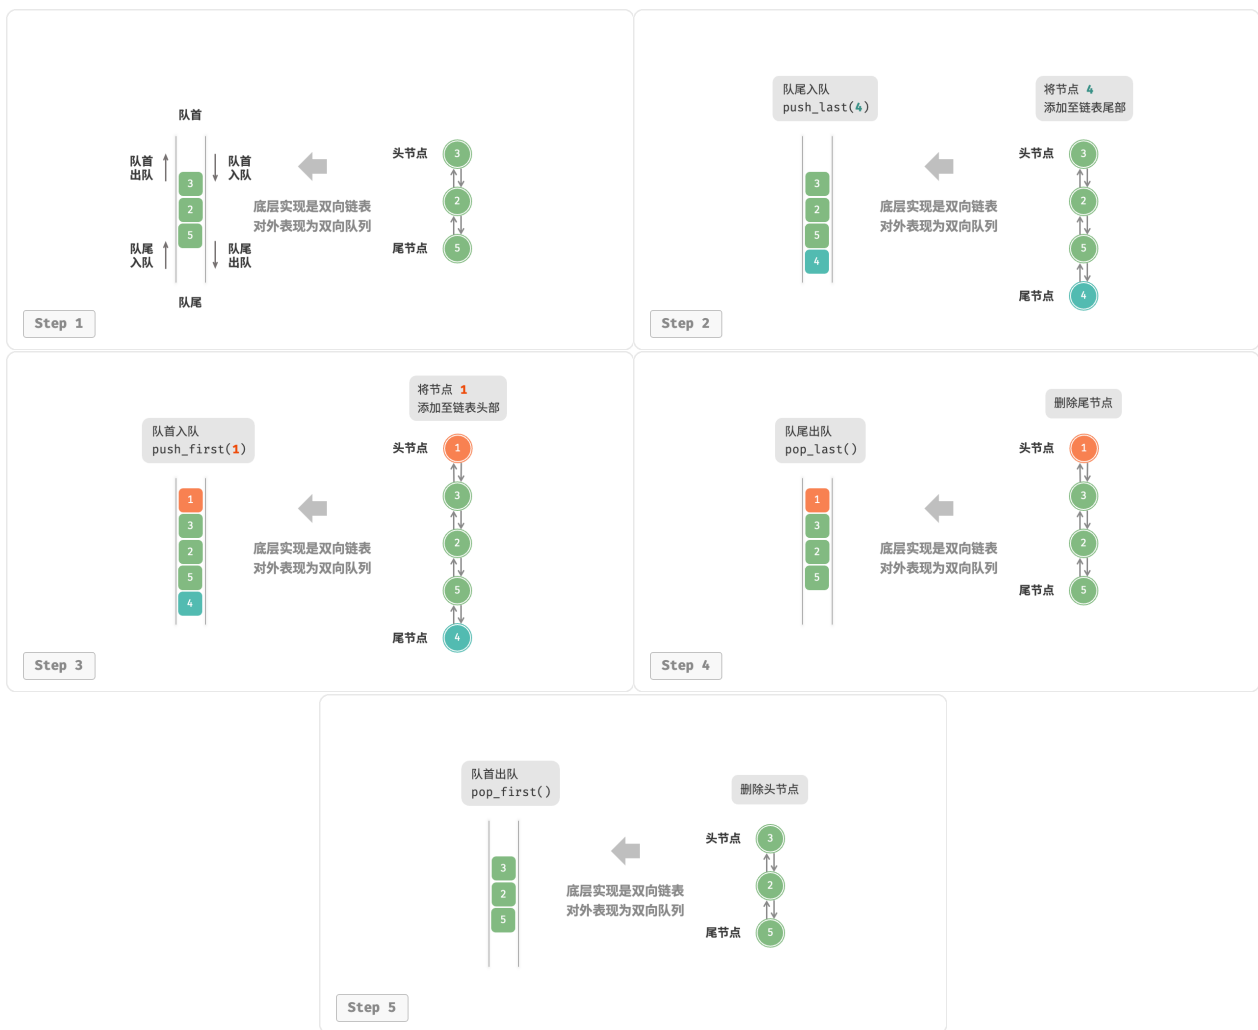 队首
队首
出队
队首
入队
3
2
5
队尾
入队
队尾
出队
队尾
底层实现是双向链表
对外表现为双向队列
头节点
3
2
尾节点
5
Step 1
队尾入队
push_last(4)
3
2
5
4
底层实现是双向链表
对外表现为双向队列
将节点 4
添加至链表尾部
头节点
3
2
5
尾节点
4
Step 2
队首入队
push_first(1)
1
3
2
5
4
底层实现是双向链表
对外表现为双向队列
将节点 1
添加至链表头部
头节点
1
3
2
5
尾节点
4
Step 3
队尾出队
pop_last()
1
3
2
5
底层实现是双向链表
对外表现为双向队列
删除尾节点
头节点
1
3
2
尾节点
5
Step 4
队首出队
pop_first()
3
2
5
底层实现是双向链表
对外表现为双向队列
删除头节点
头节点
3
2
尾节点
5
Step 5